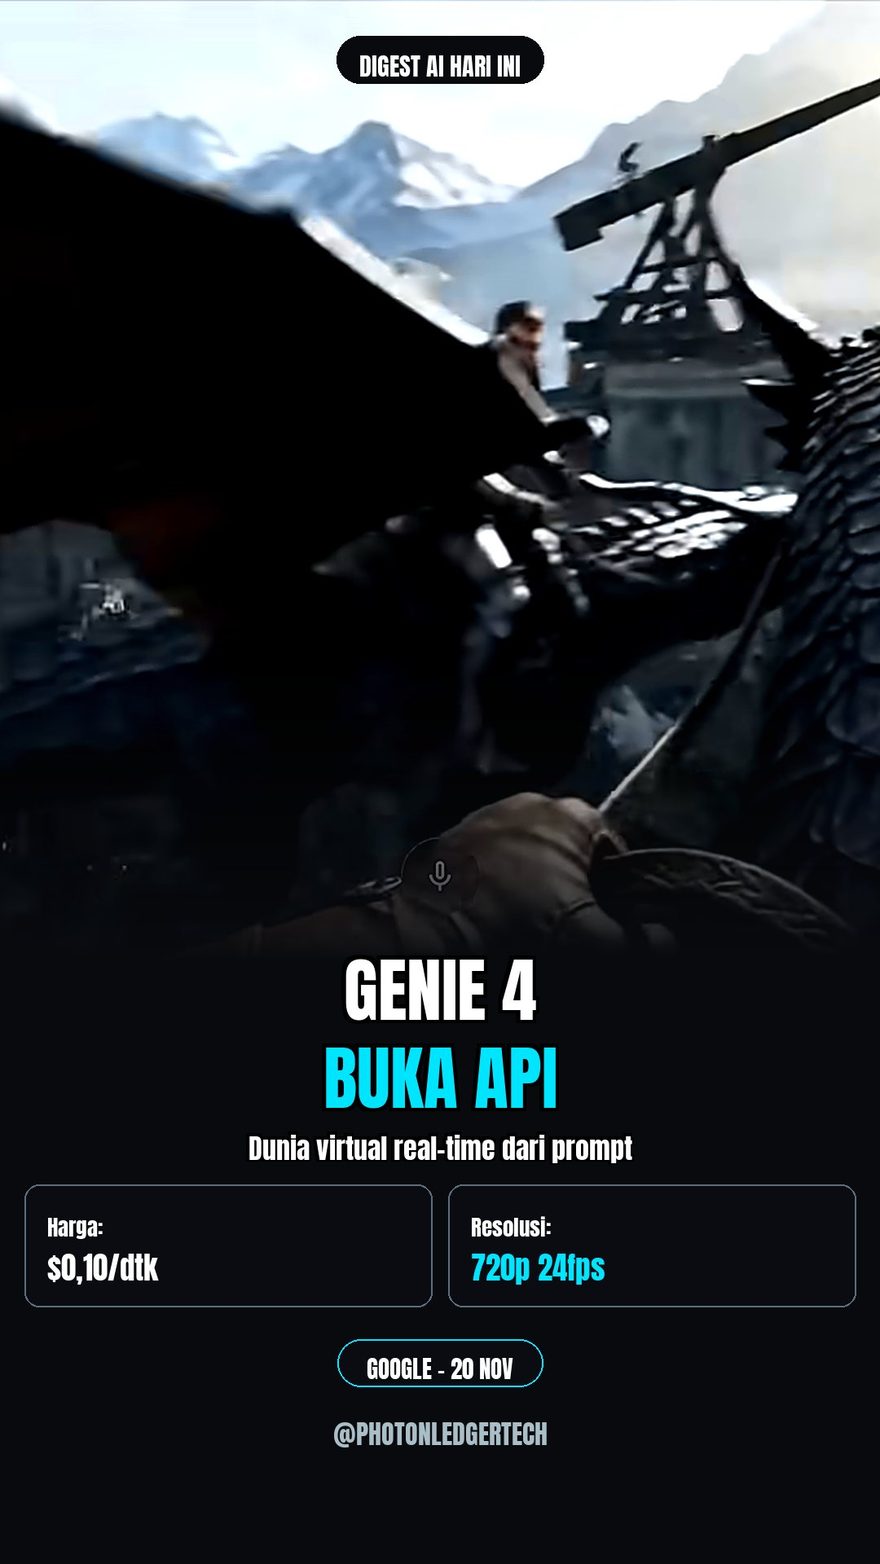 DIGEST AI HARI INI
GENIE 4
BUKA API
Dunia virtual real-time dari prompt
Harga:
$0,10/dtk
Resolusi:
720p 24fps
GOOGLE - 20 NOV
@PHOTONLEDGERTECH